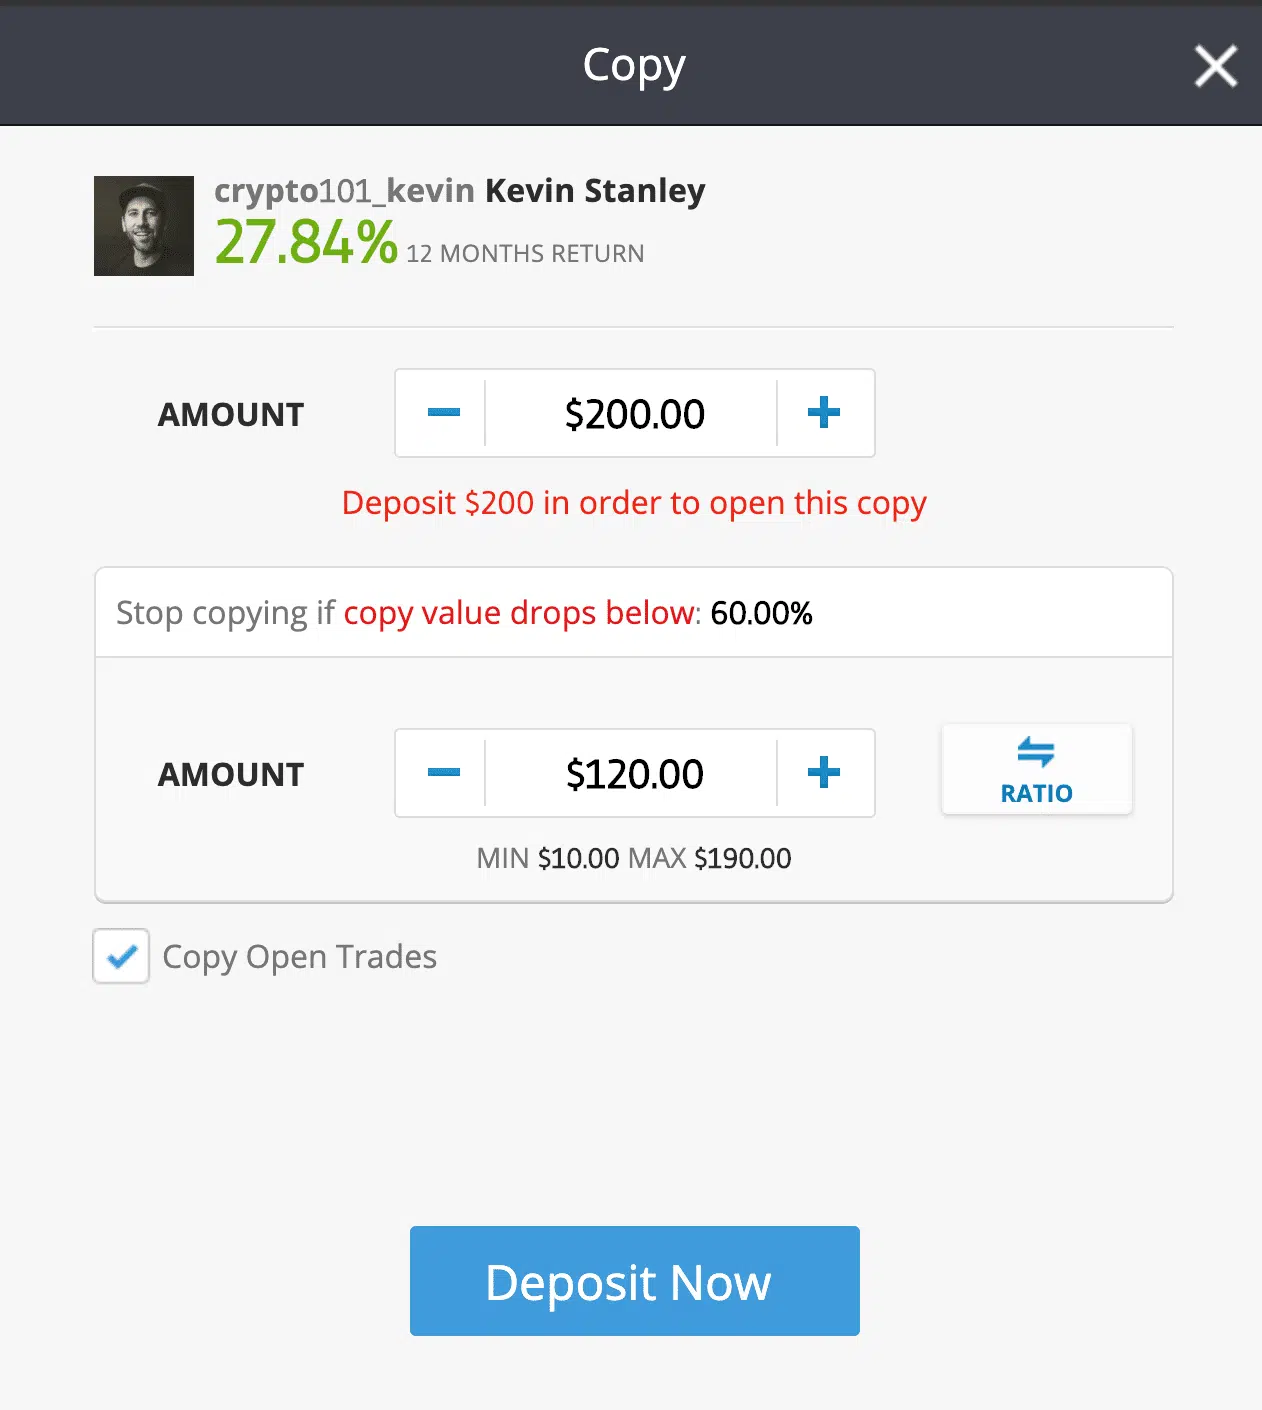 Copy
crypto101_kevin Kevin Stanley
27.84% 12 MONTHS RETURN
AMOUNT $200.00
Deposit $200 in order to open this copy
Stop copying if copy value drops below: 60.00%
AMOUNT $120.00 RATIO
MIN $10.00 MAX $190.00
Copy Open Trades
Deposit Now